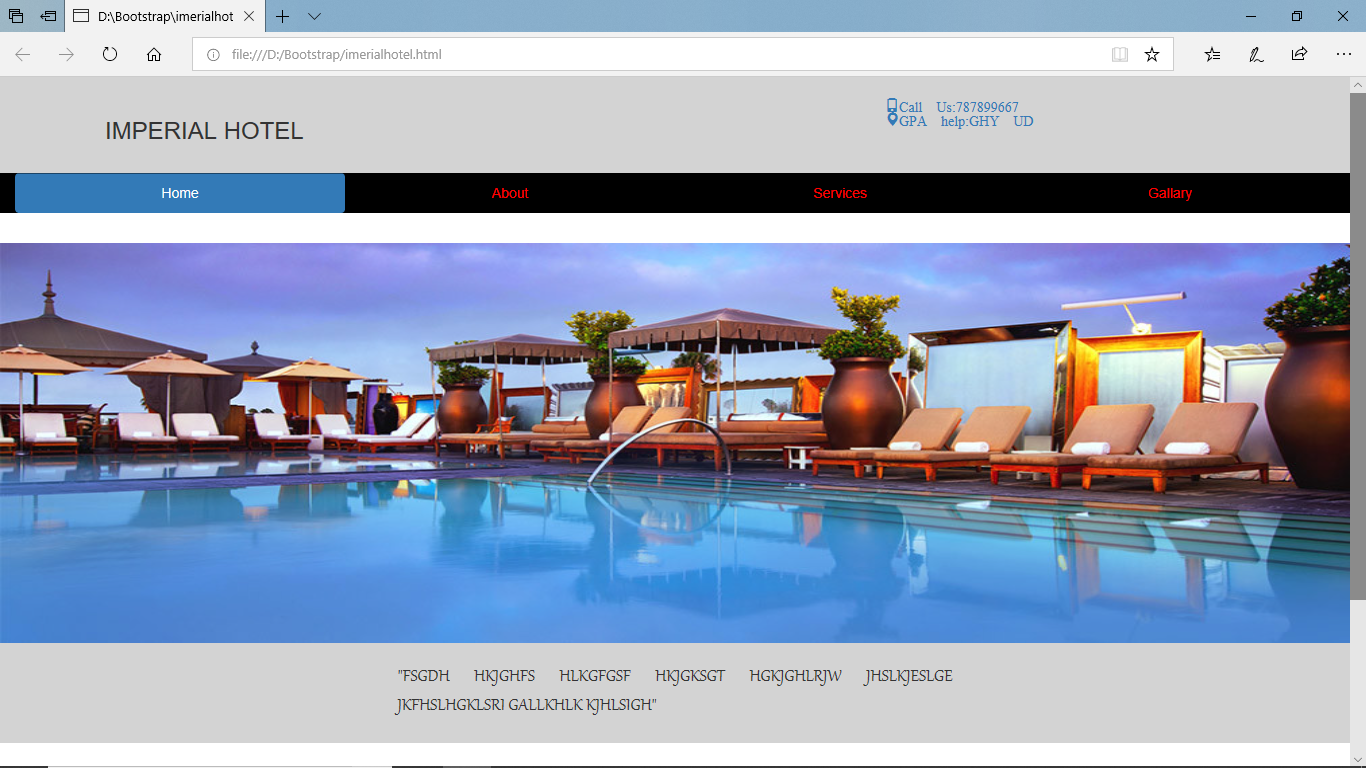 D:\Bootstrap\imerialhot
file:///D:/Bootstrap/imerialhotel.html
IMPERIAL HOTEL
Call Us:787899667
GPA help:GHY UD
Home About Services Gallary
"FSGDH HKJGHFS HLKGFGSF HKJGKSGT HGKJGHLRJW JHSLKJESLGE
JKFHSLHGKLSRI GALLKHLK KJHLSIGH"